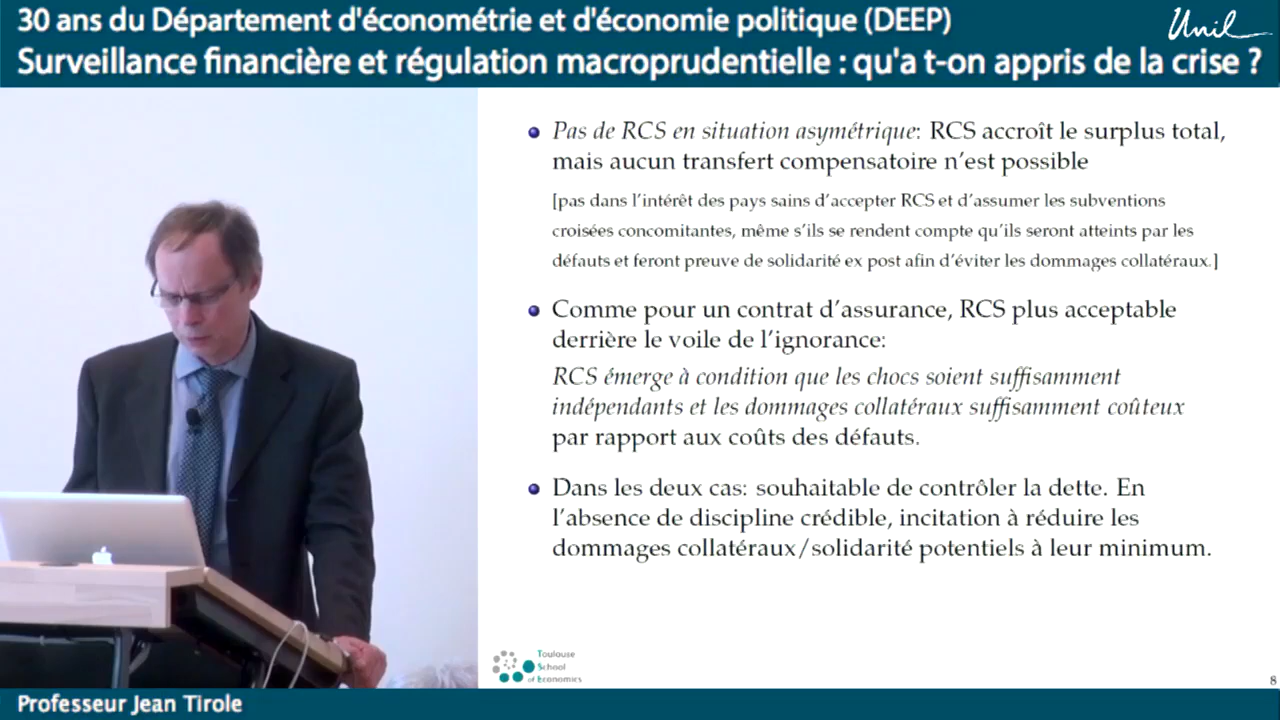 30 ans du Département d'économétrie et d'économie politique (DEEP)
Unil
Surveillance financière et régulation macroprudentielle : qu'a t-on appris de la crise ?
Pas de RCS en situation asymétrique: RCS accroît le surplus total,
mais aucun transfert compensatoire n'est possible
[pas dans l'intérêt des pays sains d'accepter RCS et d'assumer les subventions
croisées concomitantes, même s'ils se rendent compte qu'ils seront atteints par les
défauts et feront preuve de solidarité ex post afin d'éviter les dommages collatéraux.]
Comme pour un contrat d'assurance, RCS plus acceptable
derrière le voile de l'ignorance:
RCS émerge à condition que les chocs soient suffisamment
indépendants et les dommages collatéraux suffisamment coûteux
par rapport aux coûts des défauts.
Dans les deux cas: souhaitable de contrôler la dette. En
l'absence de discipline crédible, incitation à réduire les
dommages collatéraux/solidarité potentiels à leur minimum.
Toulouse
School
of Economics
8
Professeur Jean Tirole